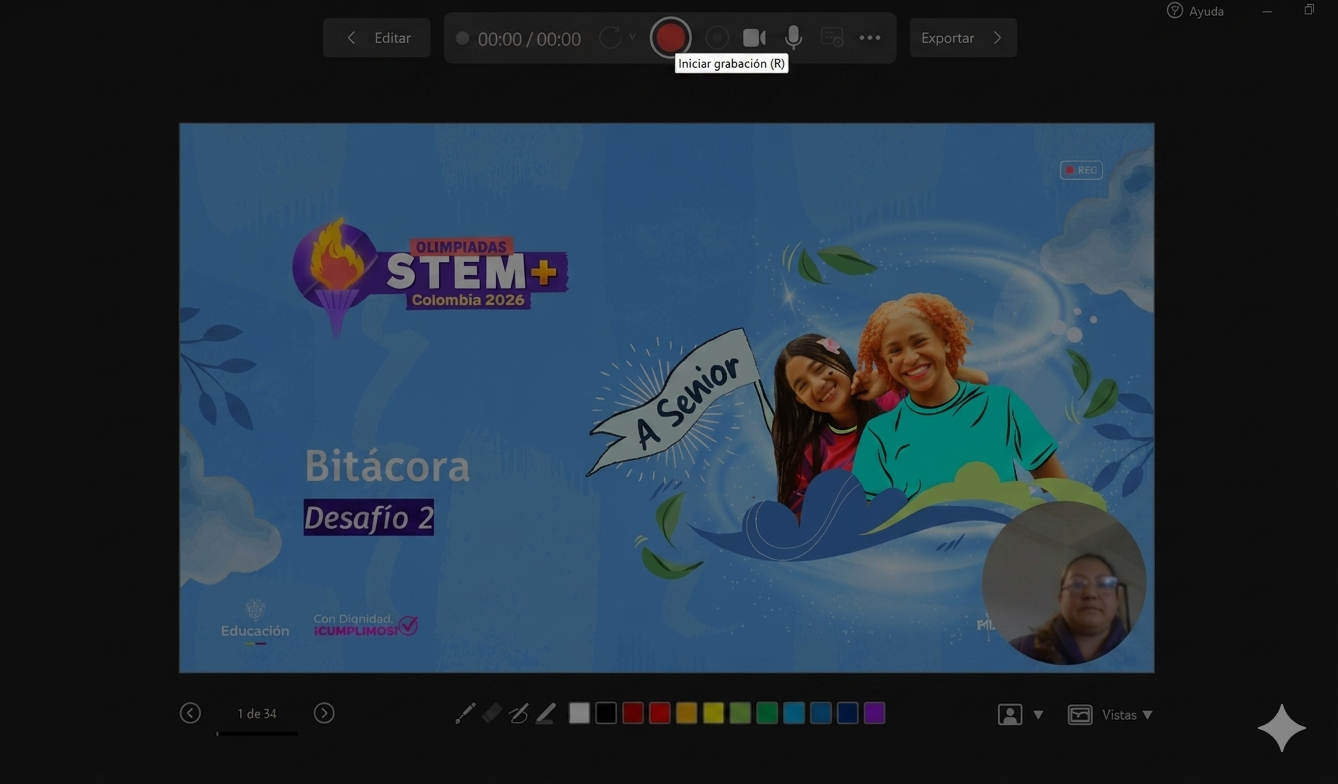 Ayuda
Editar
00:00 / 00:00
Exportar
Iniciar grabación (R)
REC
OLIMPIADAS
STEM+
Colombia 2026
A Senior
Bitácora
Desafío 2
Educación
Con Dignidad,
¡CUMPLIMOS!
1 de 34
Vistas